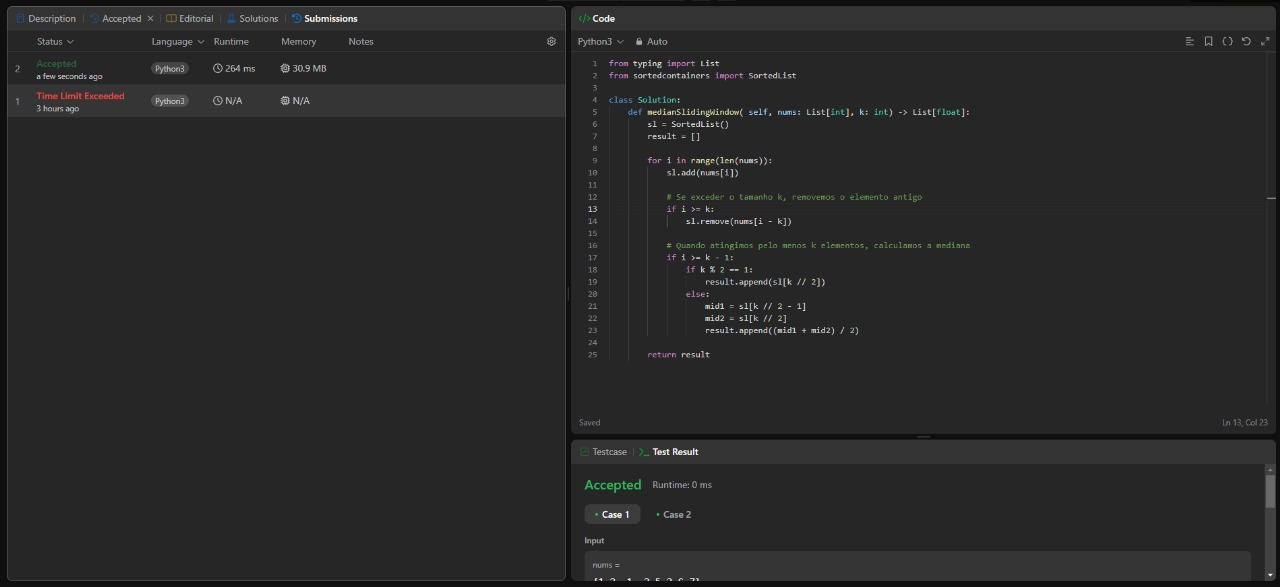 Description Accepted × Editorial Solutions Submissions
Status Language Runtime Memory Notes
2 Accepted Python3 264 ms 30.9 MB
a few seconds ago
1 Time Limit Exceeded Python3 N/A N/A
3 hours ago
</> Code
Python3 Auto
1 from typing import List
2 from sortedcontainers import SortedList
3
4 class Solution:
5 def medianSlidingWindow( self, nums: List[int], k: int) -> List[float]:
6 sl = SortedList()
7 result = []
8
9 for i in range(len(nums)):
10 sl.add(nums[i])
11
12 # Se exceder o tamanho k, removemos o elemento antigo
13 if i >= k:
14 sl.remove(nums[i - k])
15
16 # Quando atingimos pelo menos k elementos, calculamos a mediana
17 if i >= k - 1:
18 if k % 2 == 1:
19 result.append(sl[k // 2])
20 else:
21 mid1 = sl[k // 2 - 1]
22 mid2 = sl[k // 2]
23 result.append((mid1 + mid2) / 2)
24
25 return result
Saved Ln 13, Col 23
Testcase >_ Test Result
Accepted Runtime: 0 ms
• Case 1 • Case 2
Input
nums =